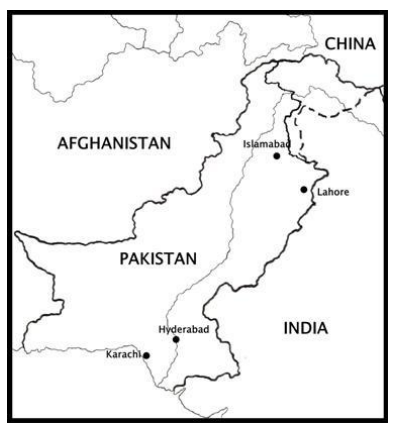 CHINA
AFGHANISTAN
Islamabad
Lahore
PAKISTAN
Hyderabad
INDIA
Karachi